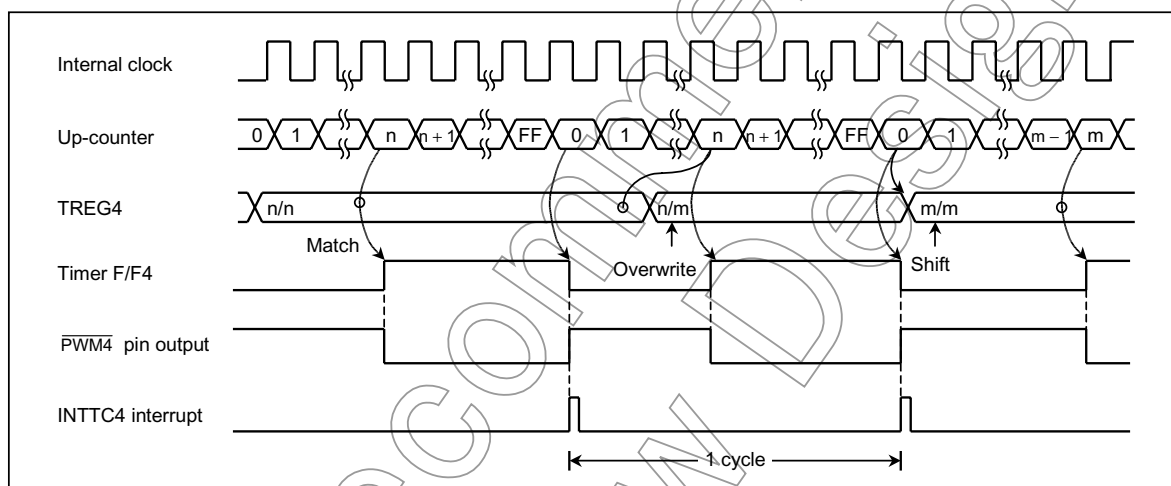 Internal clock
Up-counter
0 1 n n + 1 FF 0 1 n n + 1 FF 0 1 m − 1 m
TREG4
n/n n/m m/m
Match
Overwrite
Shift
Timer F/F4
PWM4 pin output
INTTC4 interrupt
1 cycle